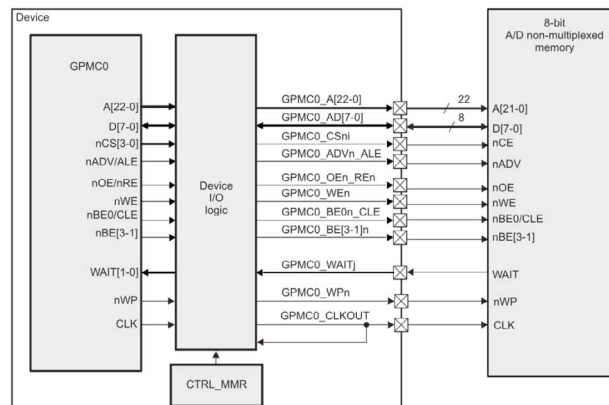 Device
8-bit
A/D non-multiplexed
memory
GPMC0
A[22-0]
D[7-0]
nCS[3-0]
nADV/ALE
nOE/nRE
nWE
nBE0/CLE
nBE[3-1]
WAIT[1-0]
nWP
CLK
Device
I/O
logic
CTRL_MMR
GPMC0_A[22-0]
GPMC0_AD[7-0]
GPMC0_CSni
GPMC0_ADVn_ALE
GPMC0_OEn_REn
GPMC0_WEn
GPMC0_BE0n_CLE
GPMC0_BE[3-1]n
GPMC0_WAITj
GPMC0_WPn
GPMC0_CLKOUT
22
8
A[21-0]
D[7-0]
nCE
nADV
nOE
nWE
nBE0/CLE
nBE[3-1]
WAIT
nWP
CLK